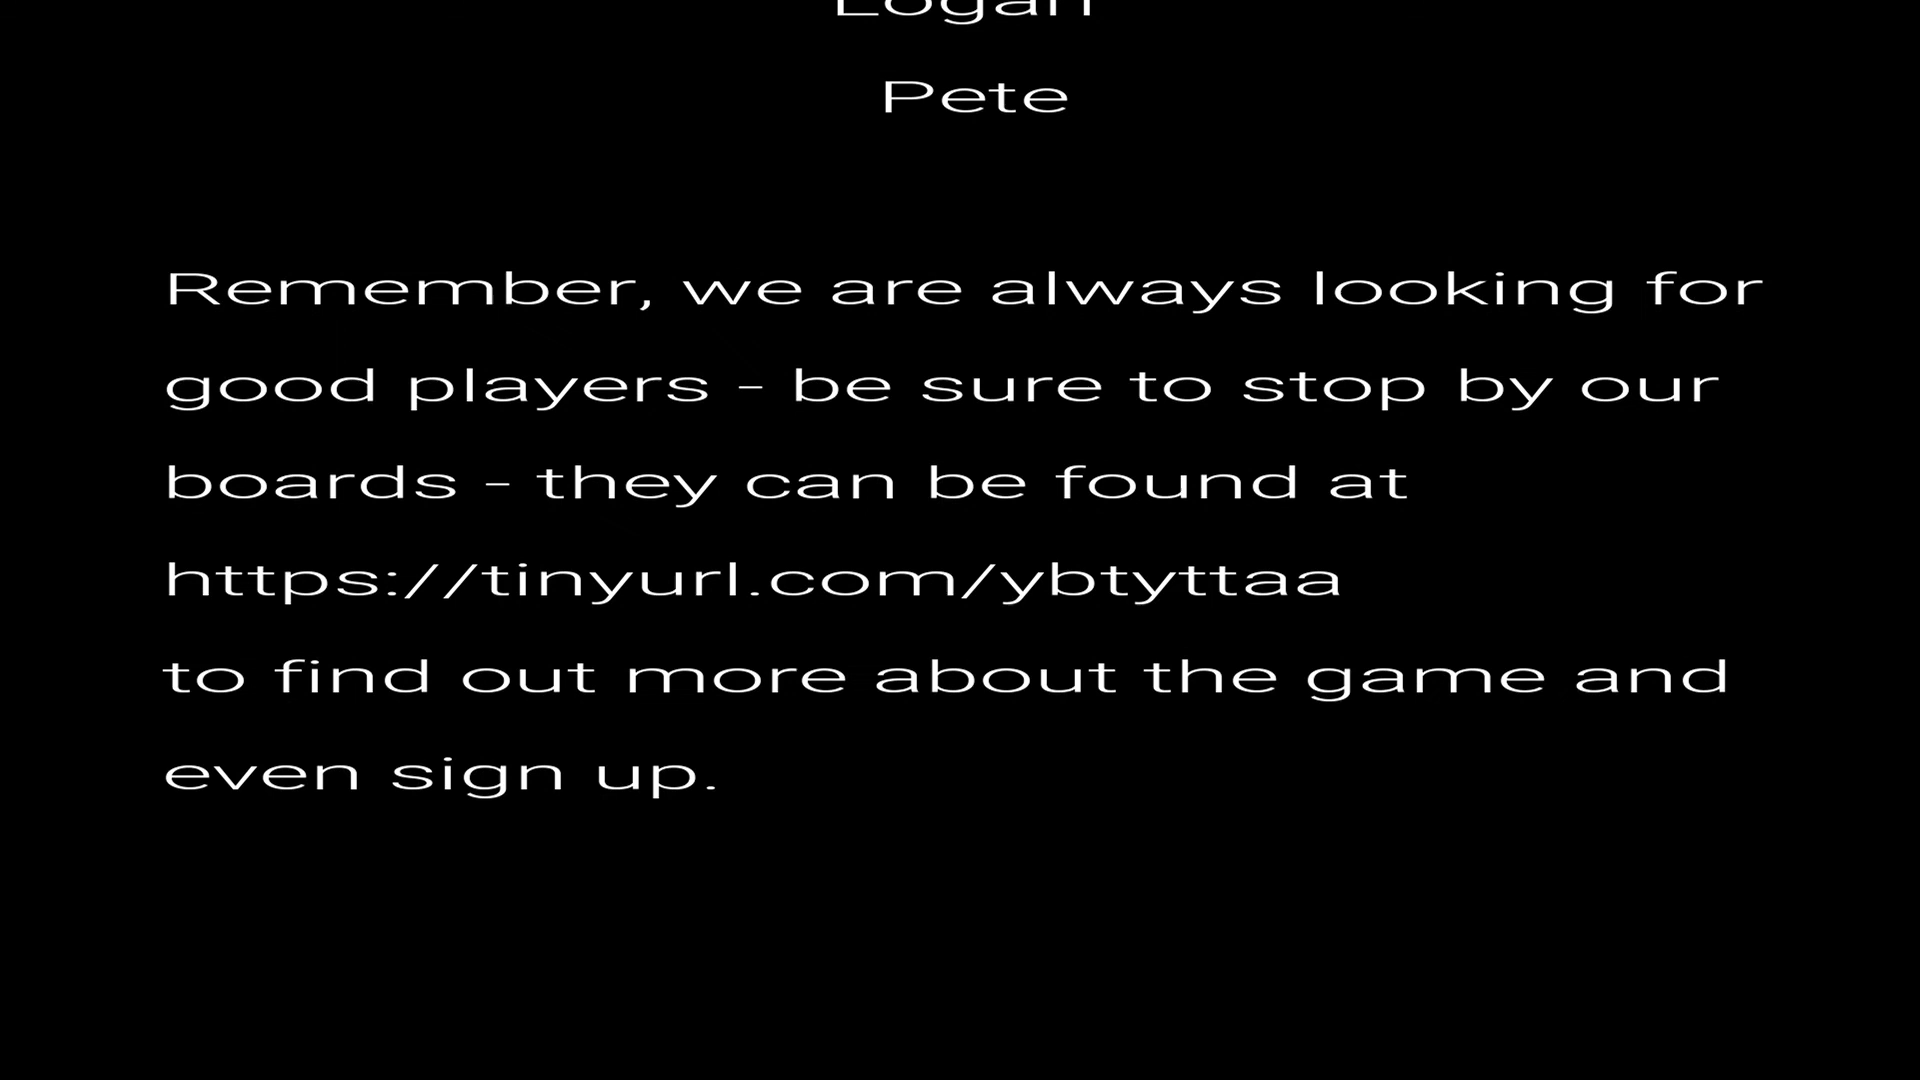 Logan
Pete
Remember, we are always looking for
good players - be sure to stop by our
boards - they can be found at
https://tinyurl.com/ybtyttaa
to find out more about the game and
even sign up.